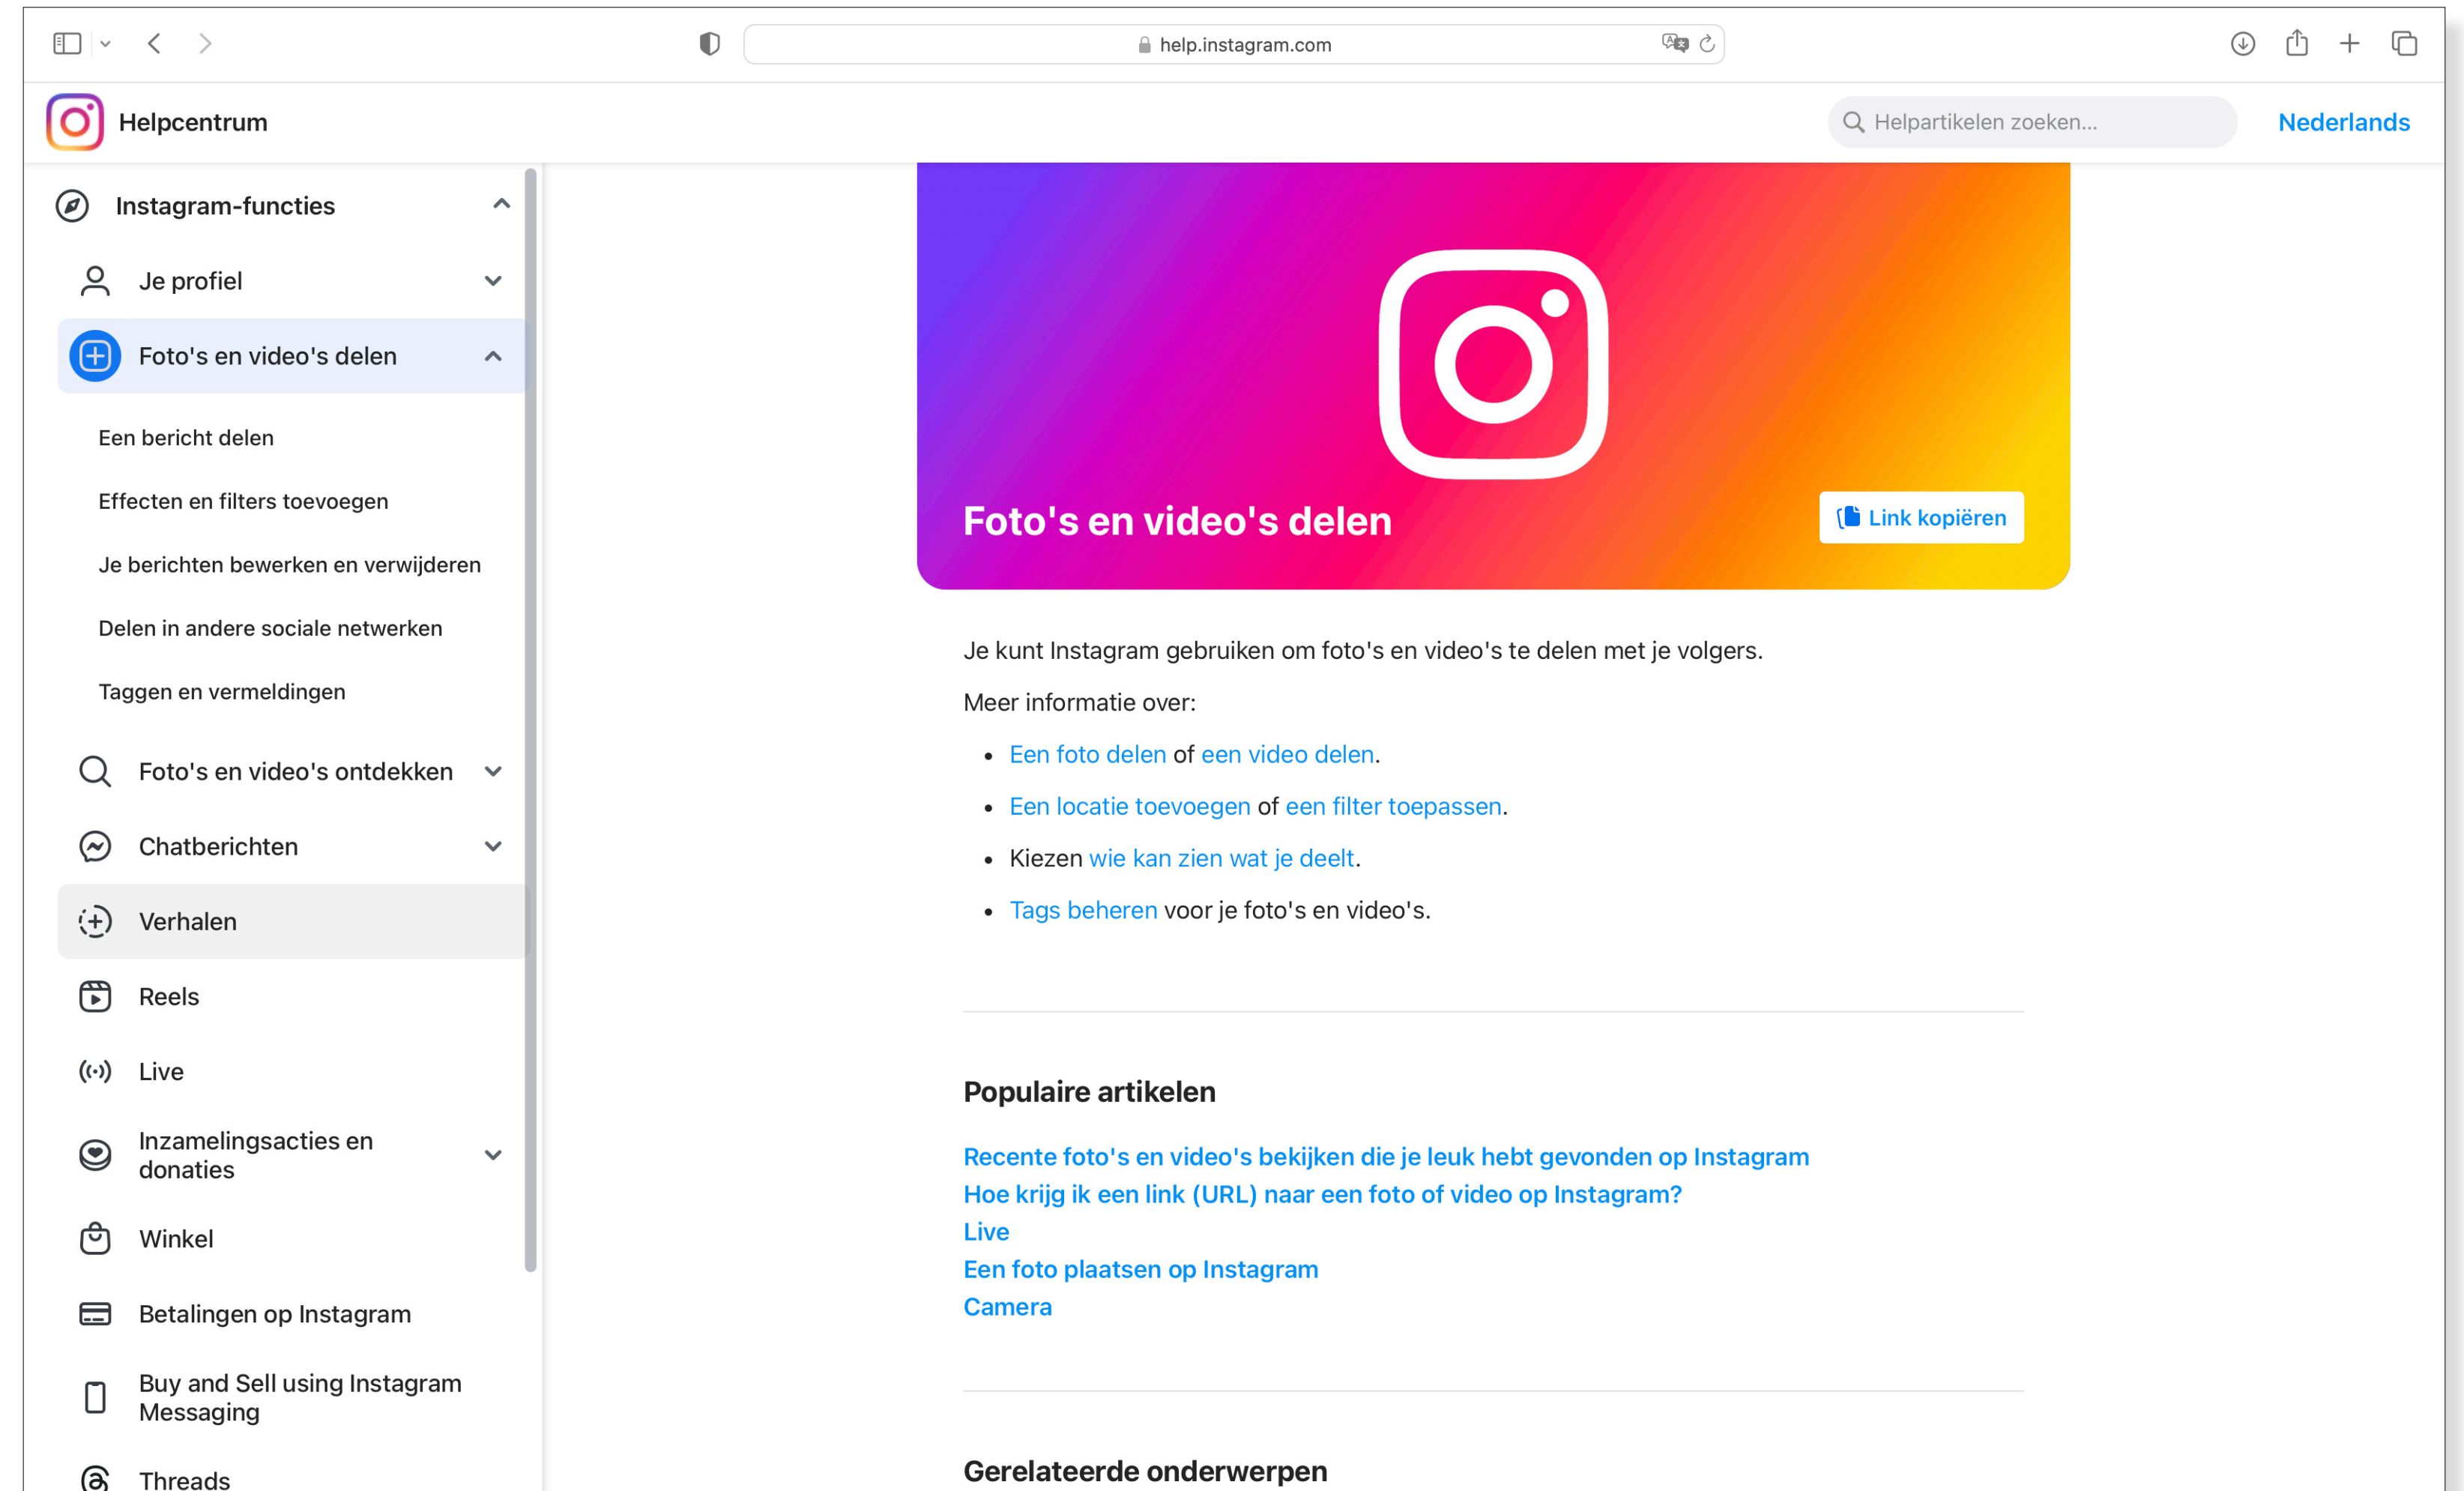 help.instagram.com
Helpcentrum
Helpartikelen zoeken...
Nederlands
Instagram-functies
Je profiel
Foto's en video's delen
Een bericht delen
Effecten en filters toevoegen
Je berichten bewerken en verwijderen
Delen in andere sociale netwerken
Taggen en vermeldingen
Foto's en video's ontdekken
Chatberichten
Verhalen
Reels
Live
Inzamelingsacties en
donaties
Winkel
Betalingen op Instagram
Buy and Sell using Instagram
Messaging
Threads
Foto's en video's delen
Link kopiëren
Je kunt Instagram gebruiken om foto's en video's te delen met je volgers.
Meer informatie over:
• Een foto delen of een video delen.
• Een locatie toevoegen of een filter toepassen.
• Kiezen wie kan zien wat je deelt.
• Tags beheren voor je foto's en video's.
Populaire artikelen
Recente foto's en video's bekijken die je leuk hebt gevonden op Instagram
Hoe krijg ik een link (URL) naar een foto of video op Instagram?
Live
Een foto plaatsen op Instagram
Camera
Gerelateerde onderwerpen